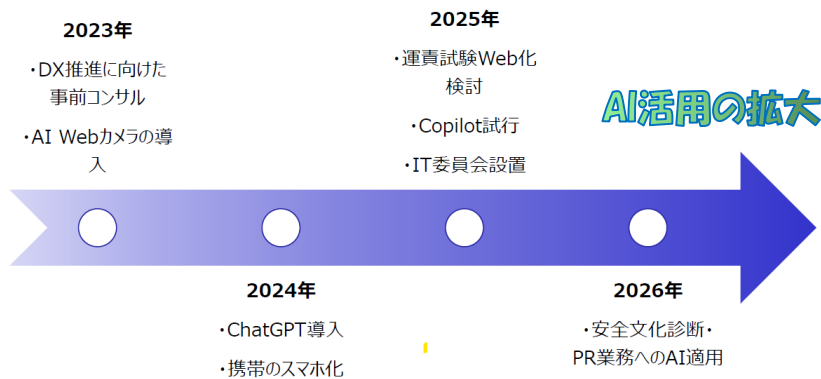 2023年
・DX推進に向けた
事前コンサル
・AI Webカメラの導
入
2025年
・運責試験Web化
検討
・Copilot試行
・IT委員会設置
AI活用の拡大
2024年
・ChatGPT導入
・携帯のスマホ化
2026年
・安全文化診断・
PR業務へのAI適用